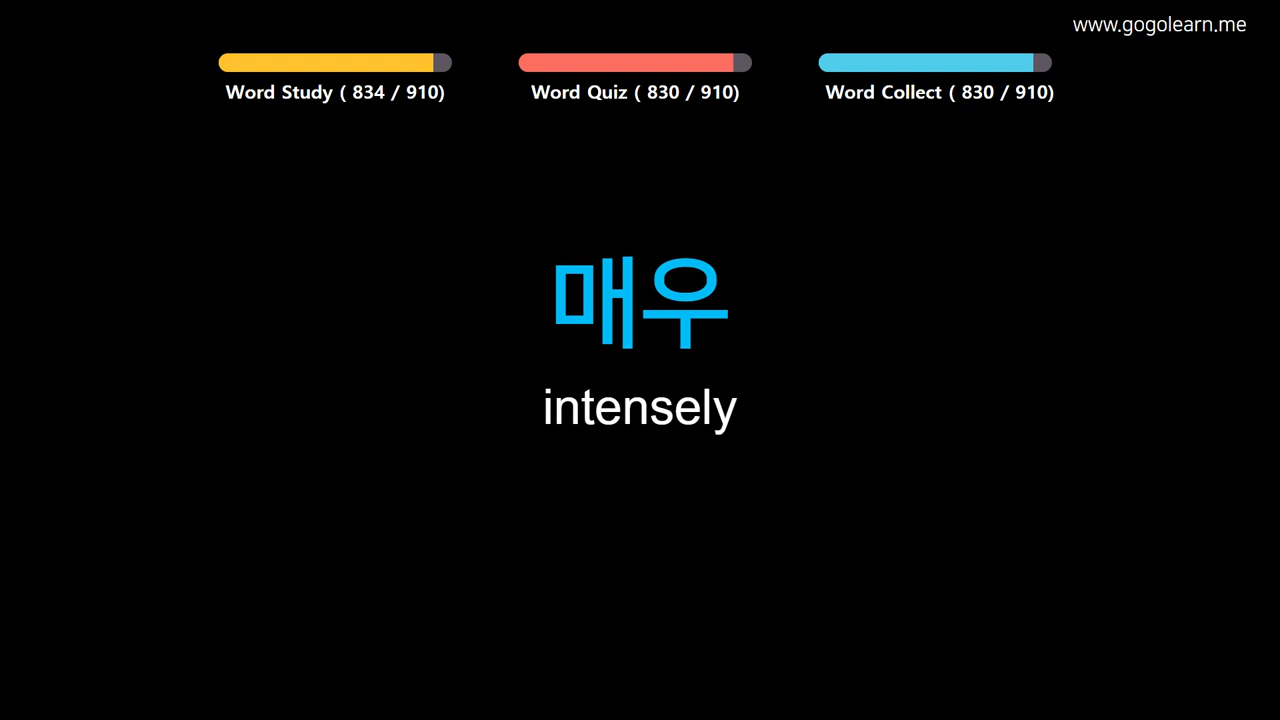 www.gogolearn.me
Word Study ( 834 / 910)
Word Quiz ( 830 / 910)
Word Collect ( 830 / 910)
매우
intensely